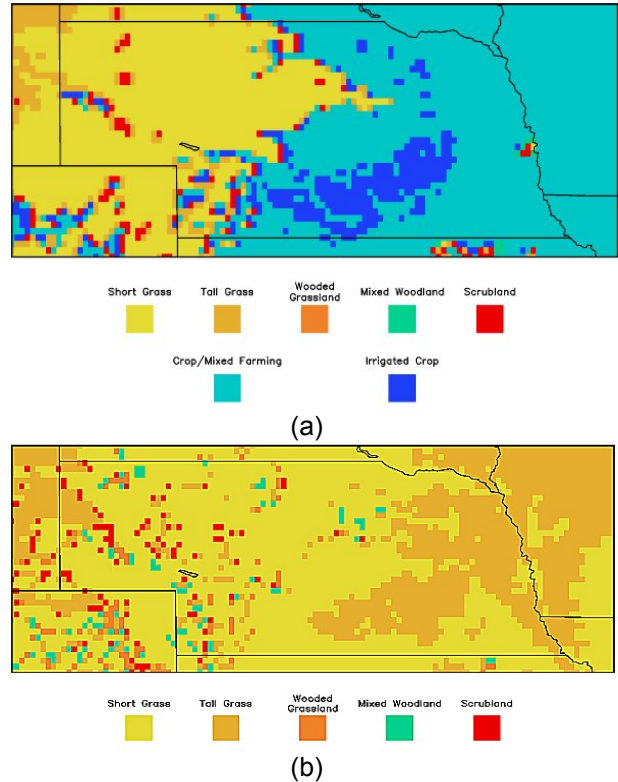 Short Grass Tall Grass Wooded Grassland Mixed Woodland Scrubland
Crop/Mixed Farming Irrigated Crop
(a)
Short Grass Tall Grass Wooded Grassland Mixed Woodland Scrubland
(b)